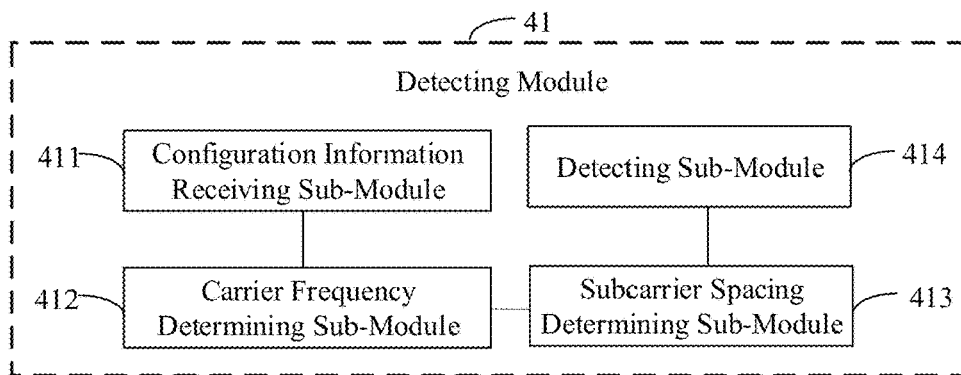 41
Detecting Module
411
Configuration Information
Receiving Sub-Module
Detecting Sub-Module
414
412
Carrier Frequency
Determining Sub-Module
Subcarrier Spacing
Determining Sub-Module
413